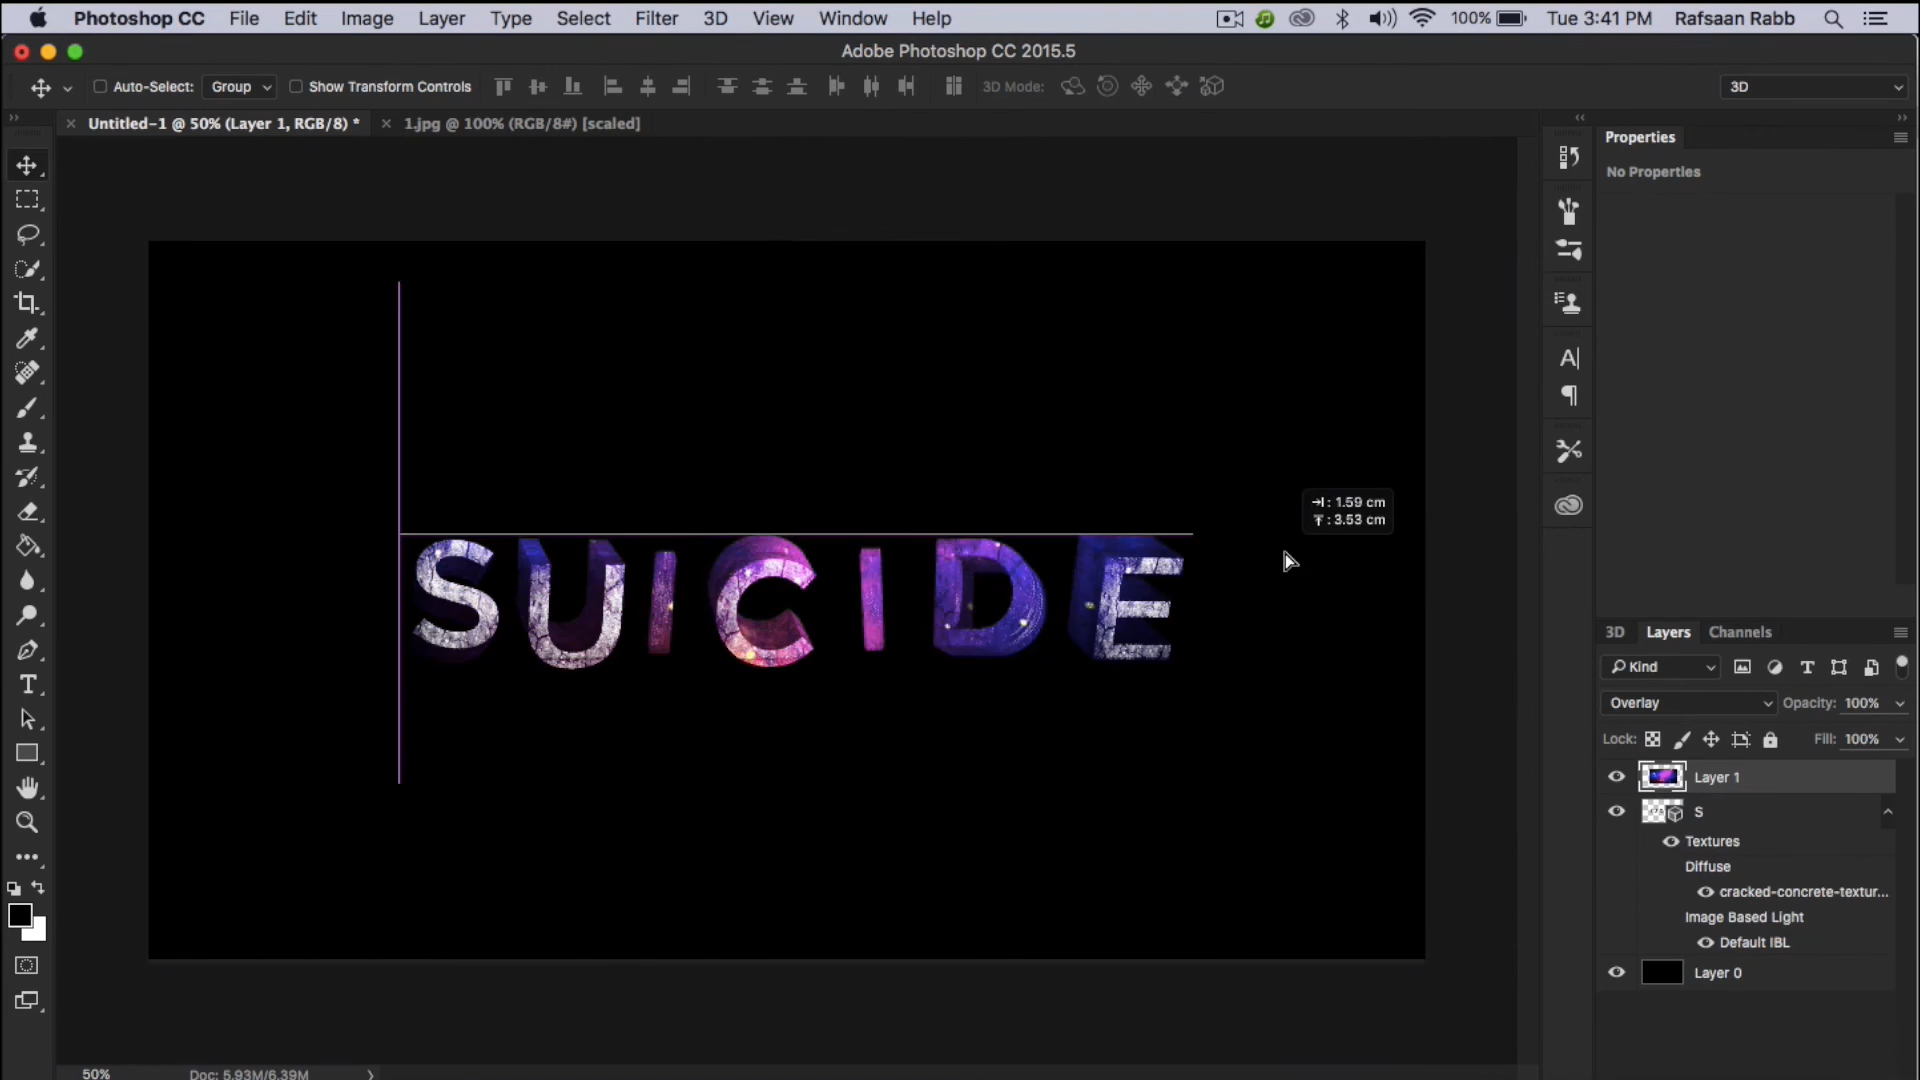 Photoshop CC File Edit Image Layer Type Select Filter 3D View Window Help 100% Tue 3:41 PM Rafsaan Rabb
Adobe Photoshop CC 2015.5
Auto-Select: Group Show Transform Controls 3D Mode: 3D
Untitled-1 @ 50% (Layer 1, RGB/8) * 1.jpg @ 100% (RGB/8#) [scaled]
Properties
No Properties
: 1.59 cm
: 3.53 cm
SUICIDE
3D Layers Channels
Kind
Overlay Opacity: 100%
Lock: Fill: 100%
Layer 1
S
Textures
Diffuse
cracked-concrete-textur...
Image Based Light
Default IBL
Layer 0
50% Doc: 5.93M/6.39M